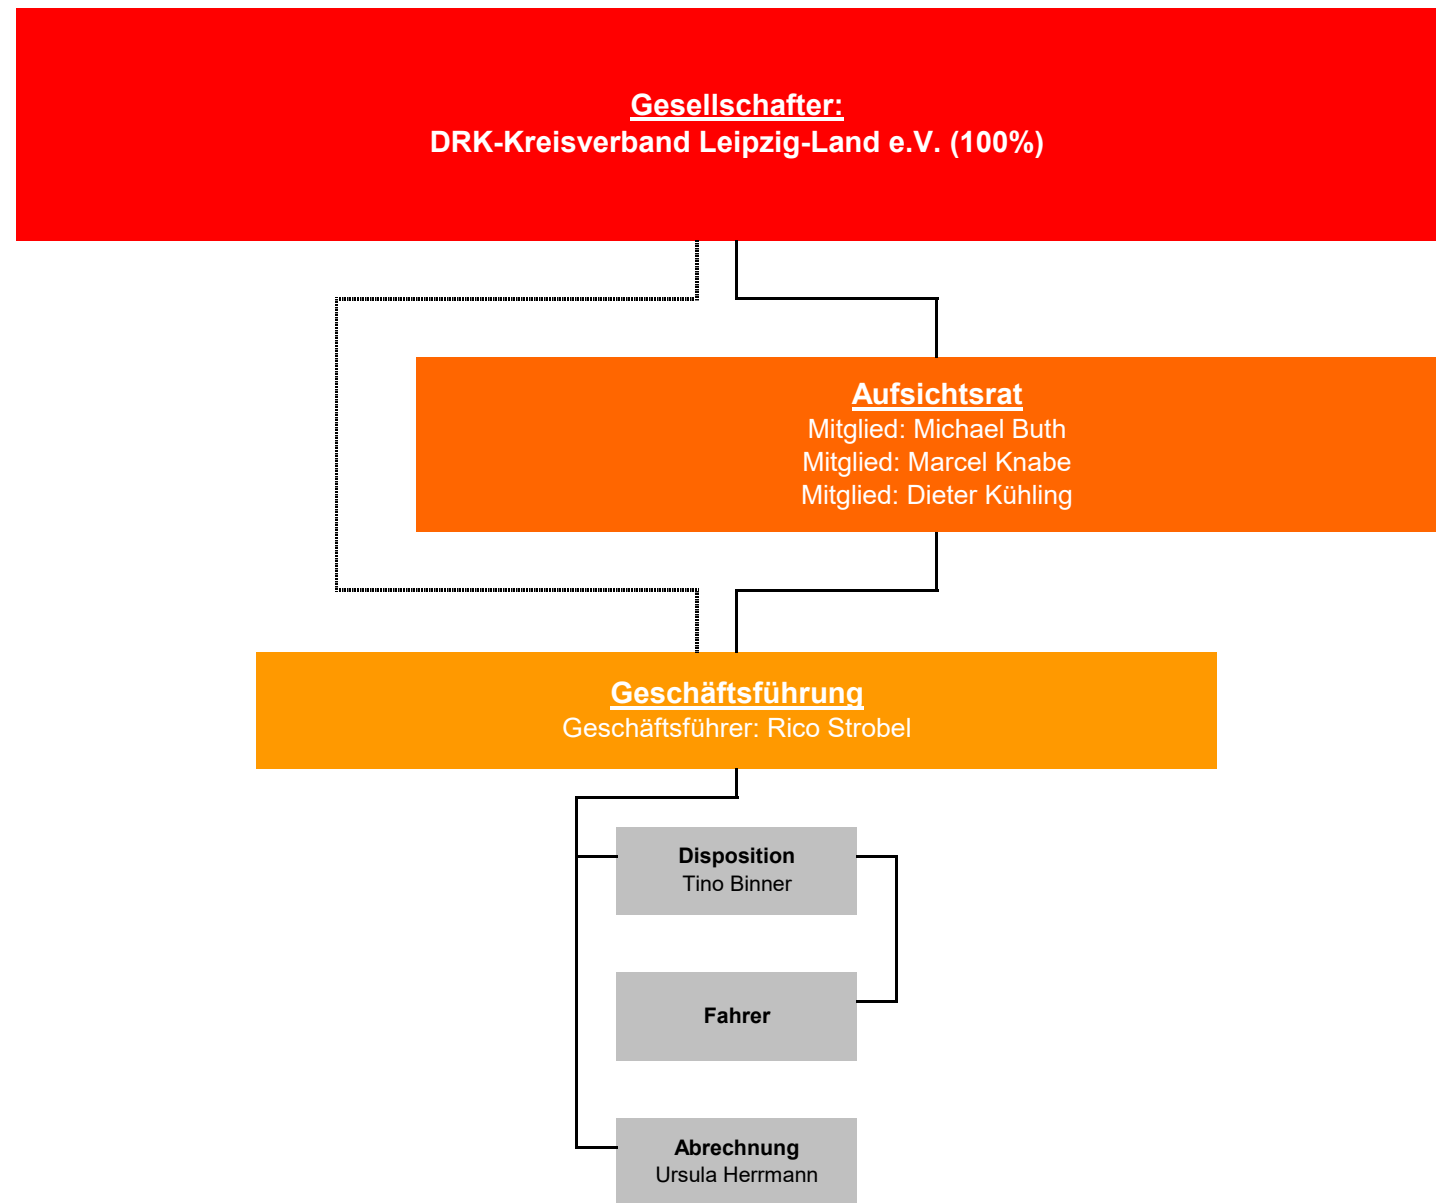 Gesellschafter:
DRK-Kreisverband Leipzig-Land e.V. (100%)
Aufsichtsrat
Mitglied: Michael Buth
Mitglied: Marcel Knabe
Mitglied: Dieter Kühling
Geschäftsführung
Geschäftsführer: Rico Strobel
Disposition
Tino Binner
Fahrer
Abrechnung
Ursula Herrmann